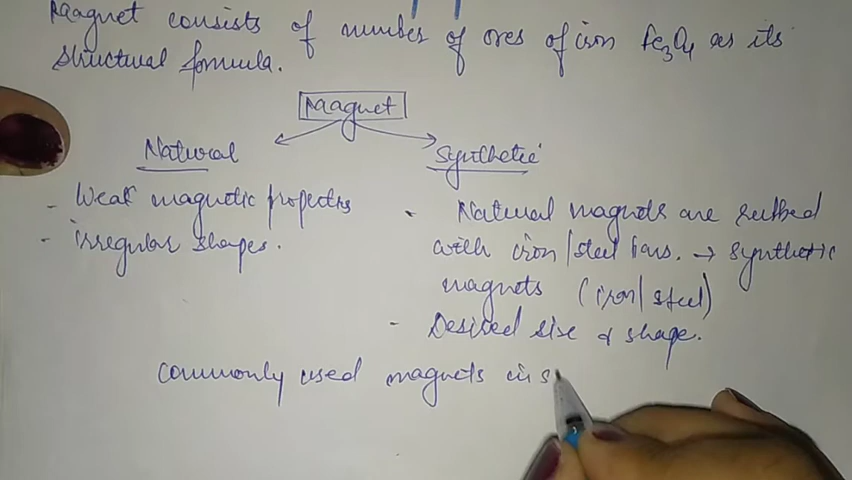 Magnet consists of number of ores of iron Fe3O4 as its
structural formula.
Magnet
Natural
Synthetic
- Weak magnetic properties
- irregular shapes.
- Natural magnets are rubbed
with iron/steel bars. → synthetic
magnets (iron/steel)
- Desired size & shape.
Commonly used magnets in s